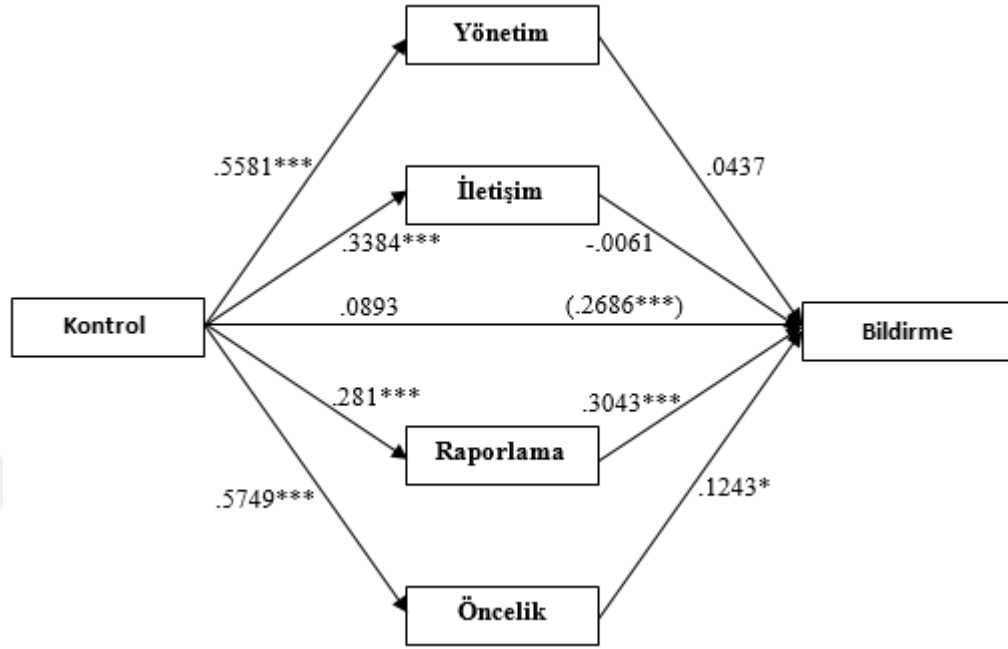 Yönetim
.5581***
.0437
İletişim
.3384***
-.0061
Kontrol
.0893
(.2686***)
Bildirme
.281***
.3043***
Raporlama
.5749***
.1243*
Öncelik